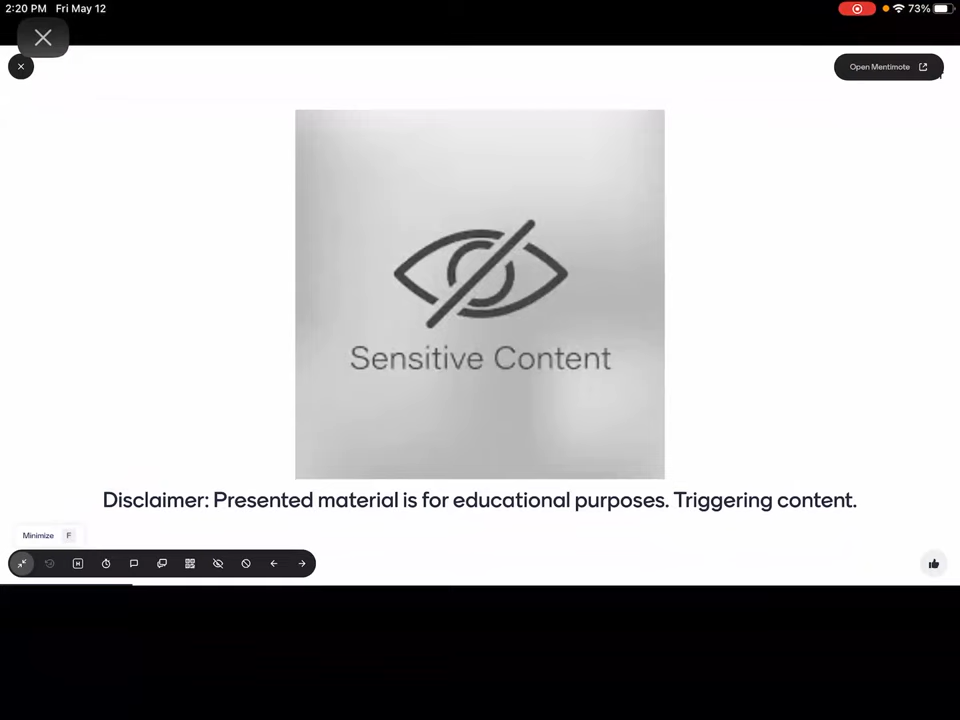 2:20 PM Fri May 12
73%
Open Mentimote
Sensitive Content
Disclaimer: Presented material is for educational purposes. Triggering content.
Minimize F
H